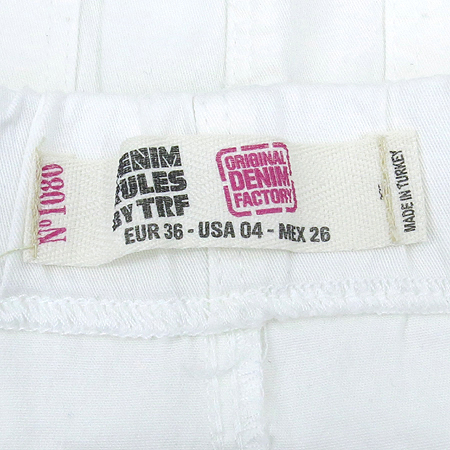 Nº 1080
DENIM
RULES
BY TRF
ORIGINAL
DENIM
FACTORY
EUR 36 - USA 04 - MEX 26
MADE IN TURKEY